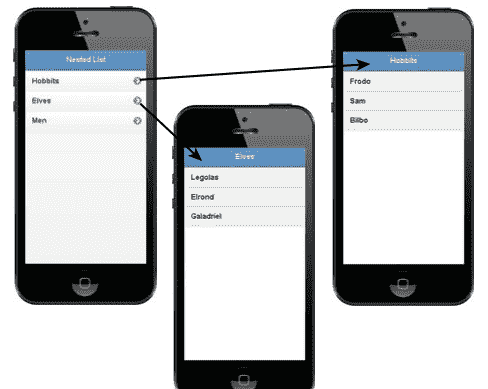 Nested List
Hobbits
Elves
Men
Elves
Legolas
Elrond
Galadriel
Hobbits
Frodo
Sam
Bilbo